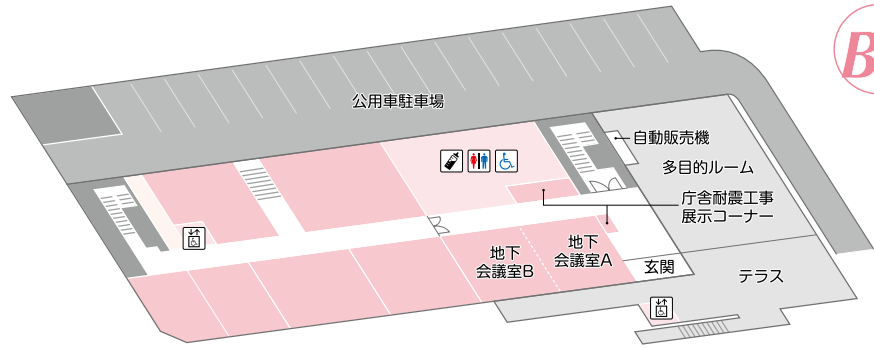 B
公用車駐車場
自動販売機
多目的ルーム
庁舎耐震工事
展示コーナー
地下
会議室B
地下
会議室A
玄関
テラス